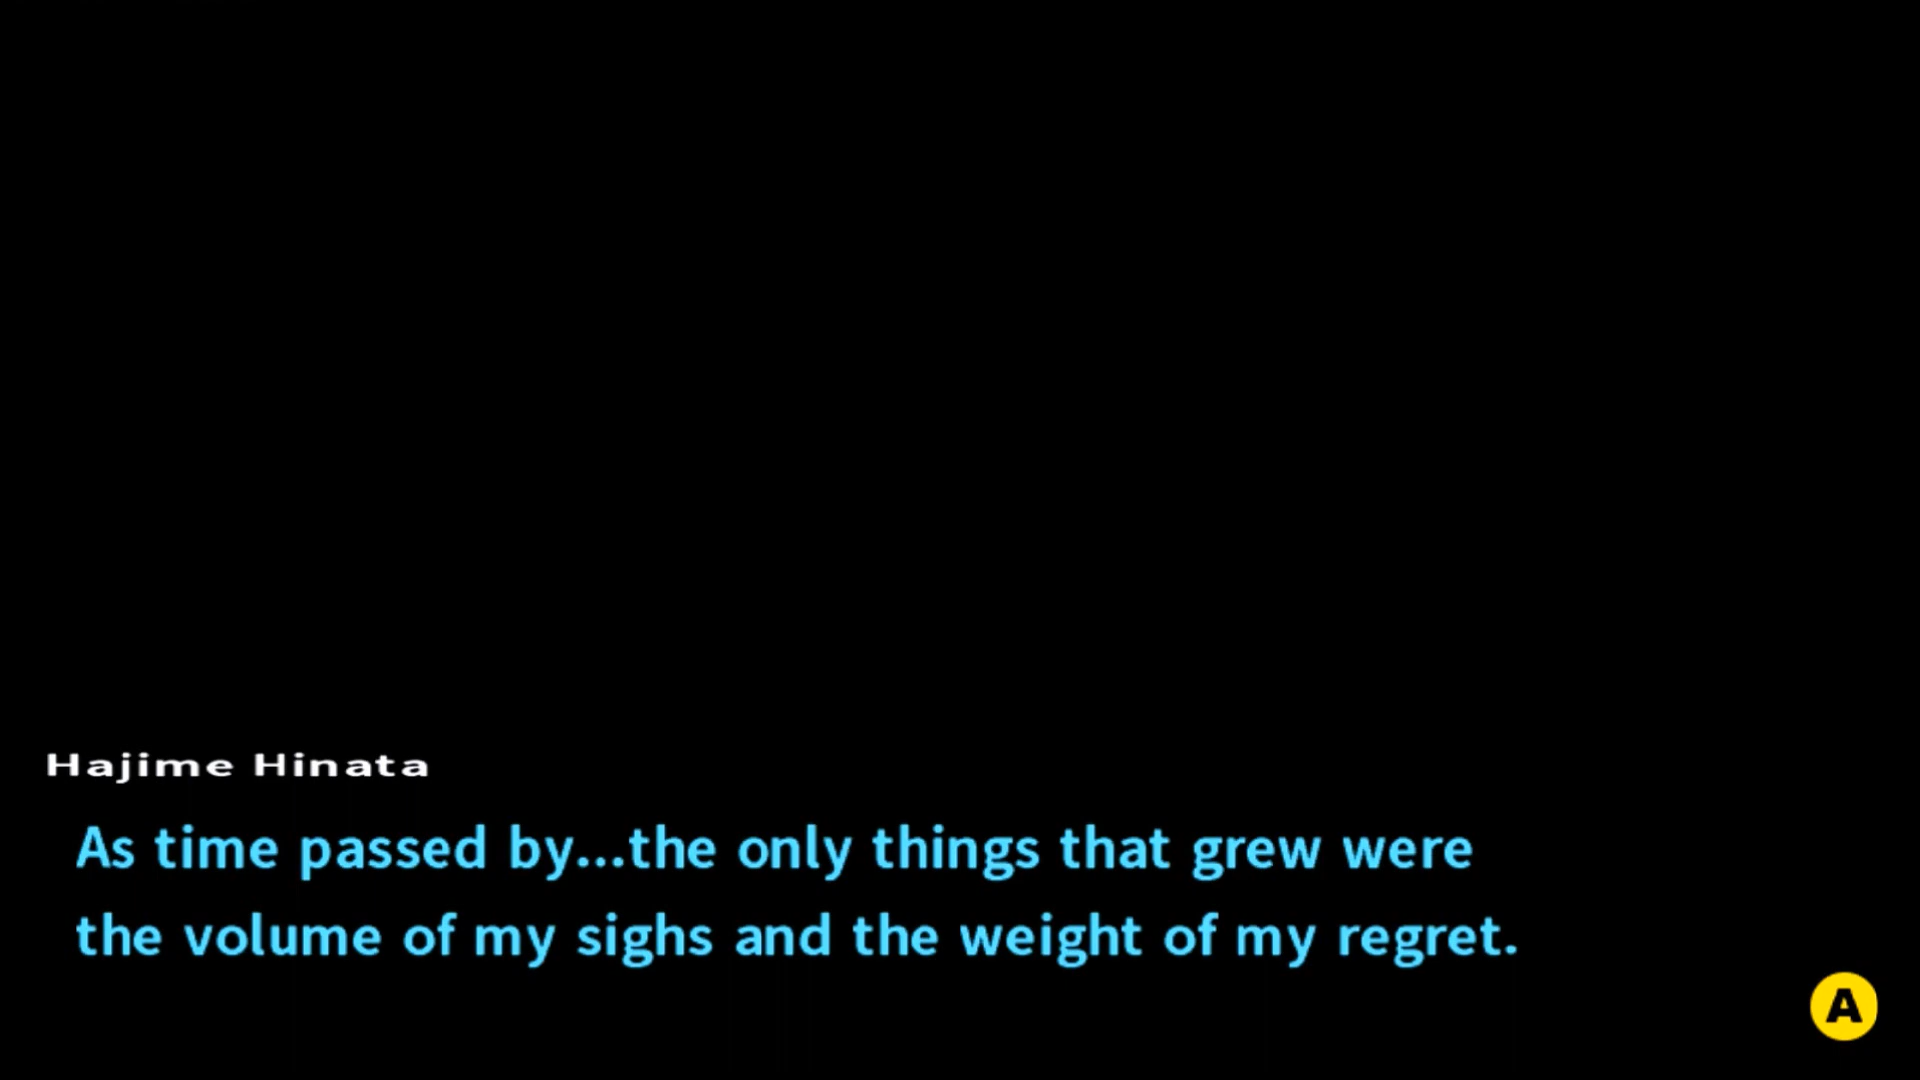 Hajime Hinata
As time passed by...the only things that grew were
the volume of my sighs and the weight of my regret.
A